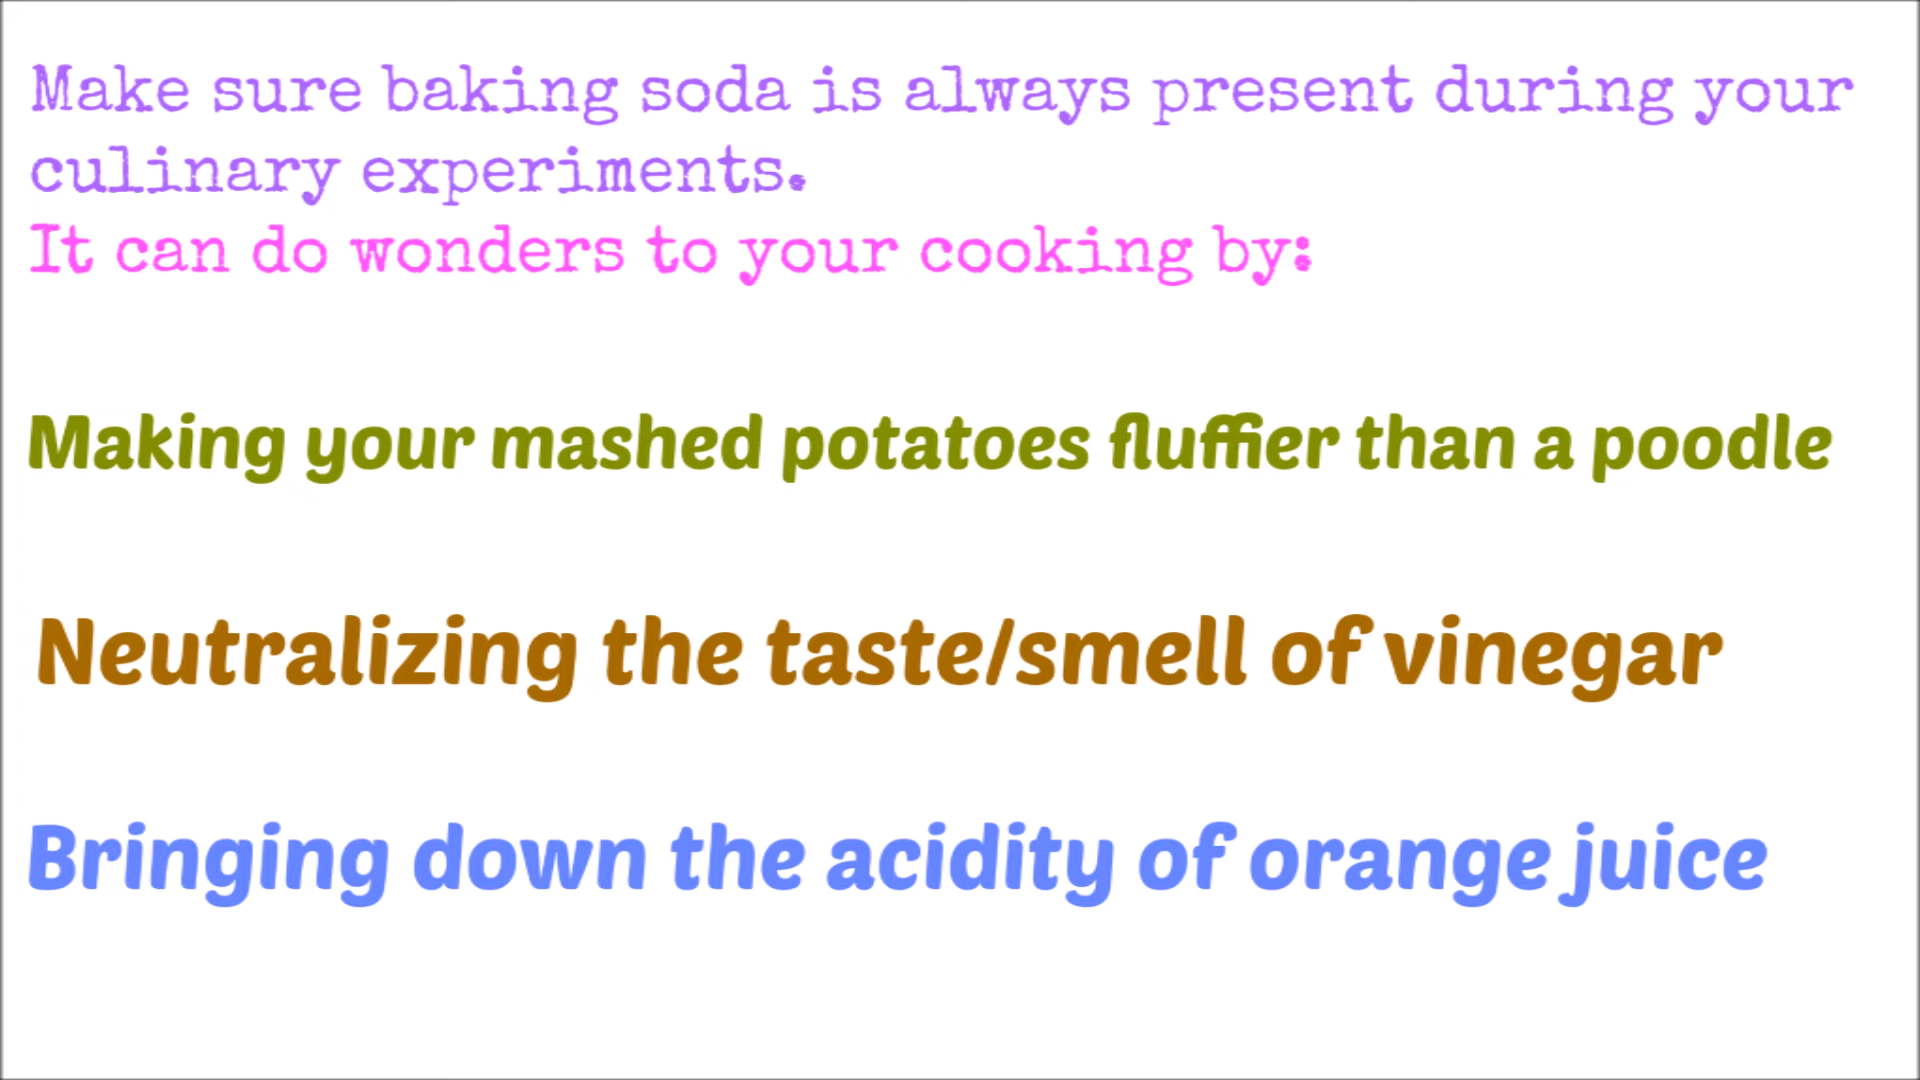 Make sure baking soda is always present during your
culinary experiments.
It can do wonders to your cooking by:
Making your mashed potatoes fluffier than a poodle
Neutralizing the taste/smell of vinegar
Bringing down the acidity of orange juice